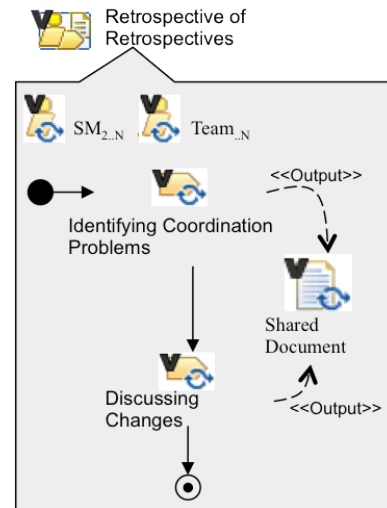 Retrospective of
Retrospectives
SM2..N
Team..N
<<Output>>
Identifying Coordination
Problems
Shared
Document
Discussing
Changes
<<Output>>